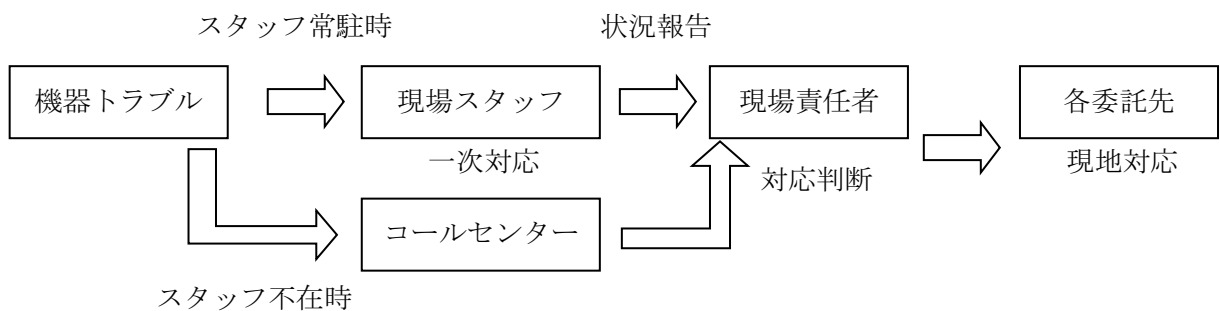 スタッフ常駐時
状況報告
機器トラブル
現場スタッフ
現場責任者
各委託先
一次対応
対応判断
現地対応
コールセンター
スタッフ不在時